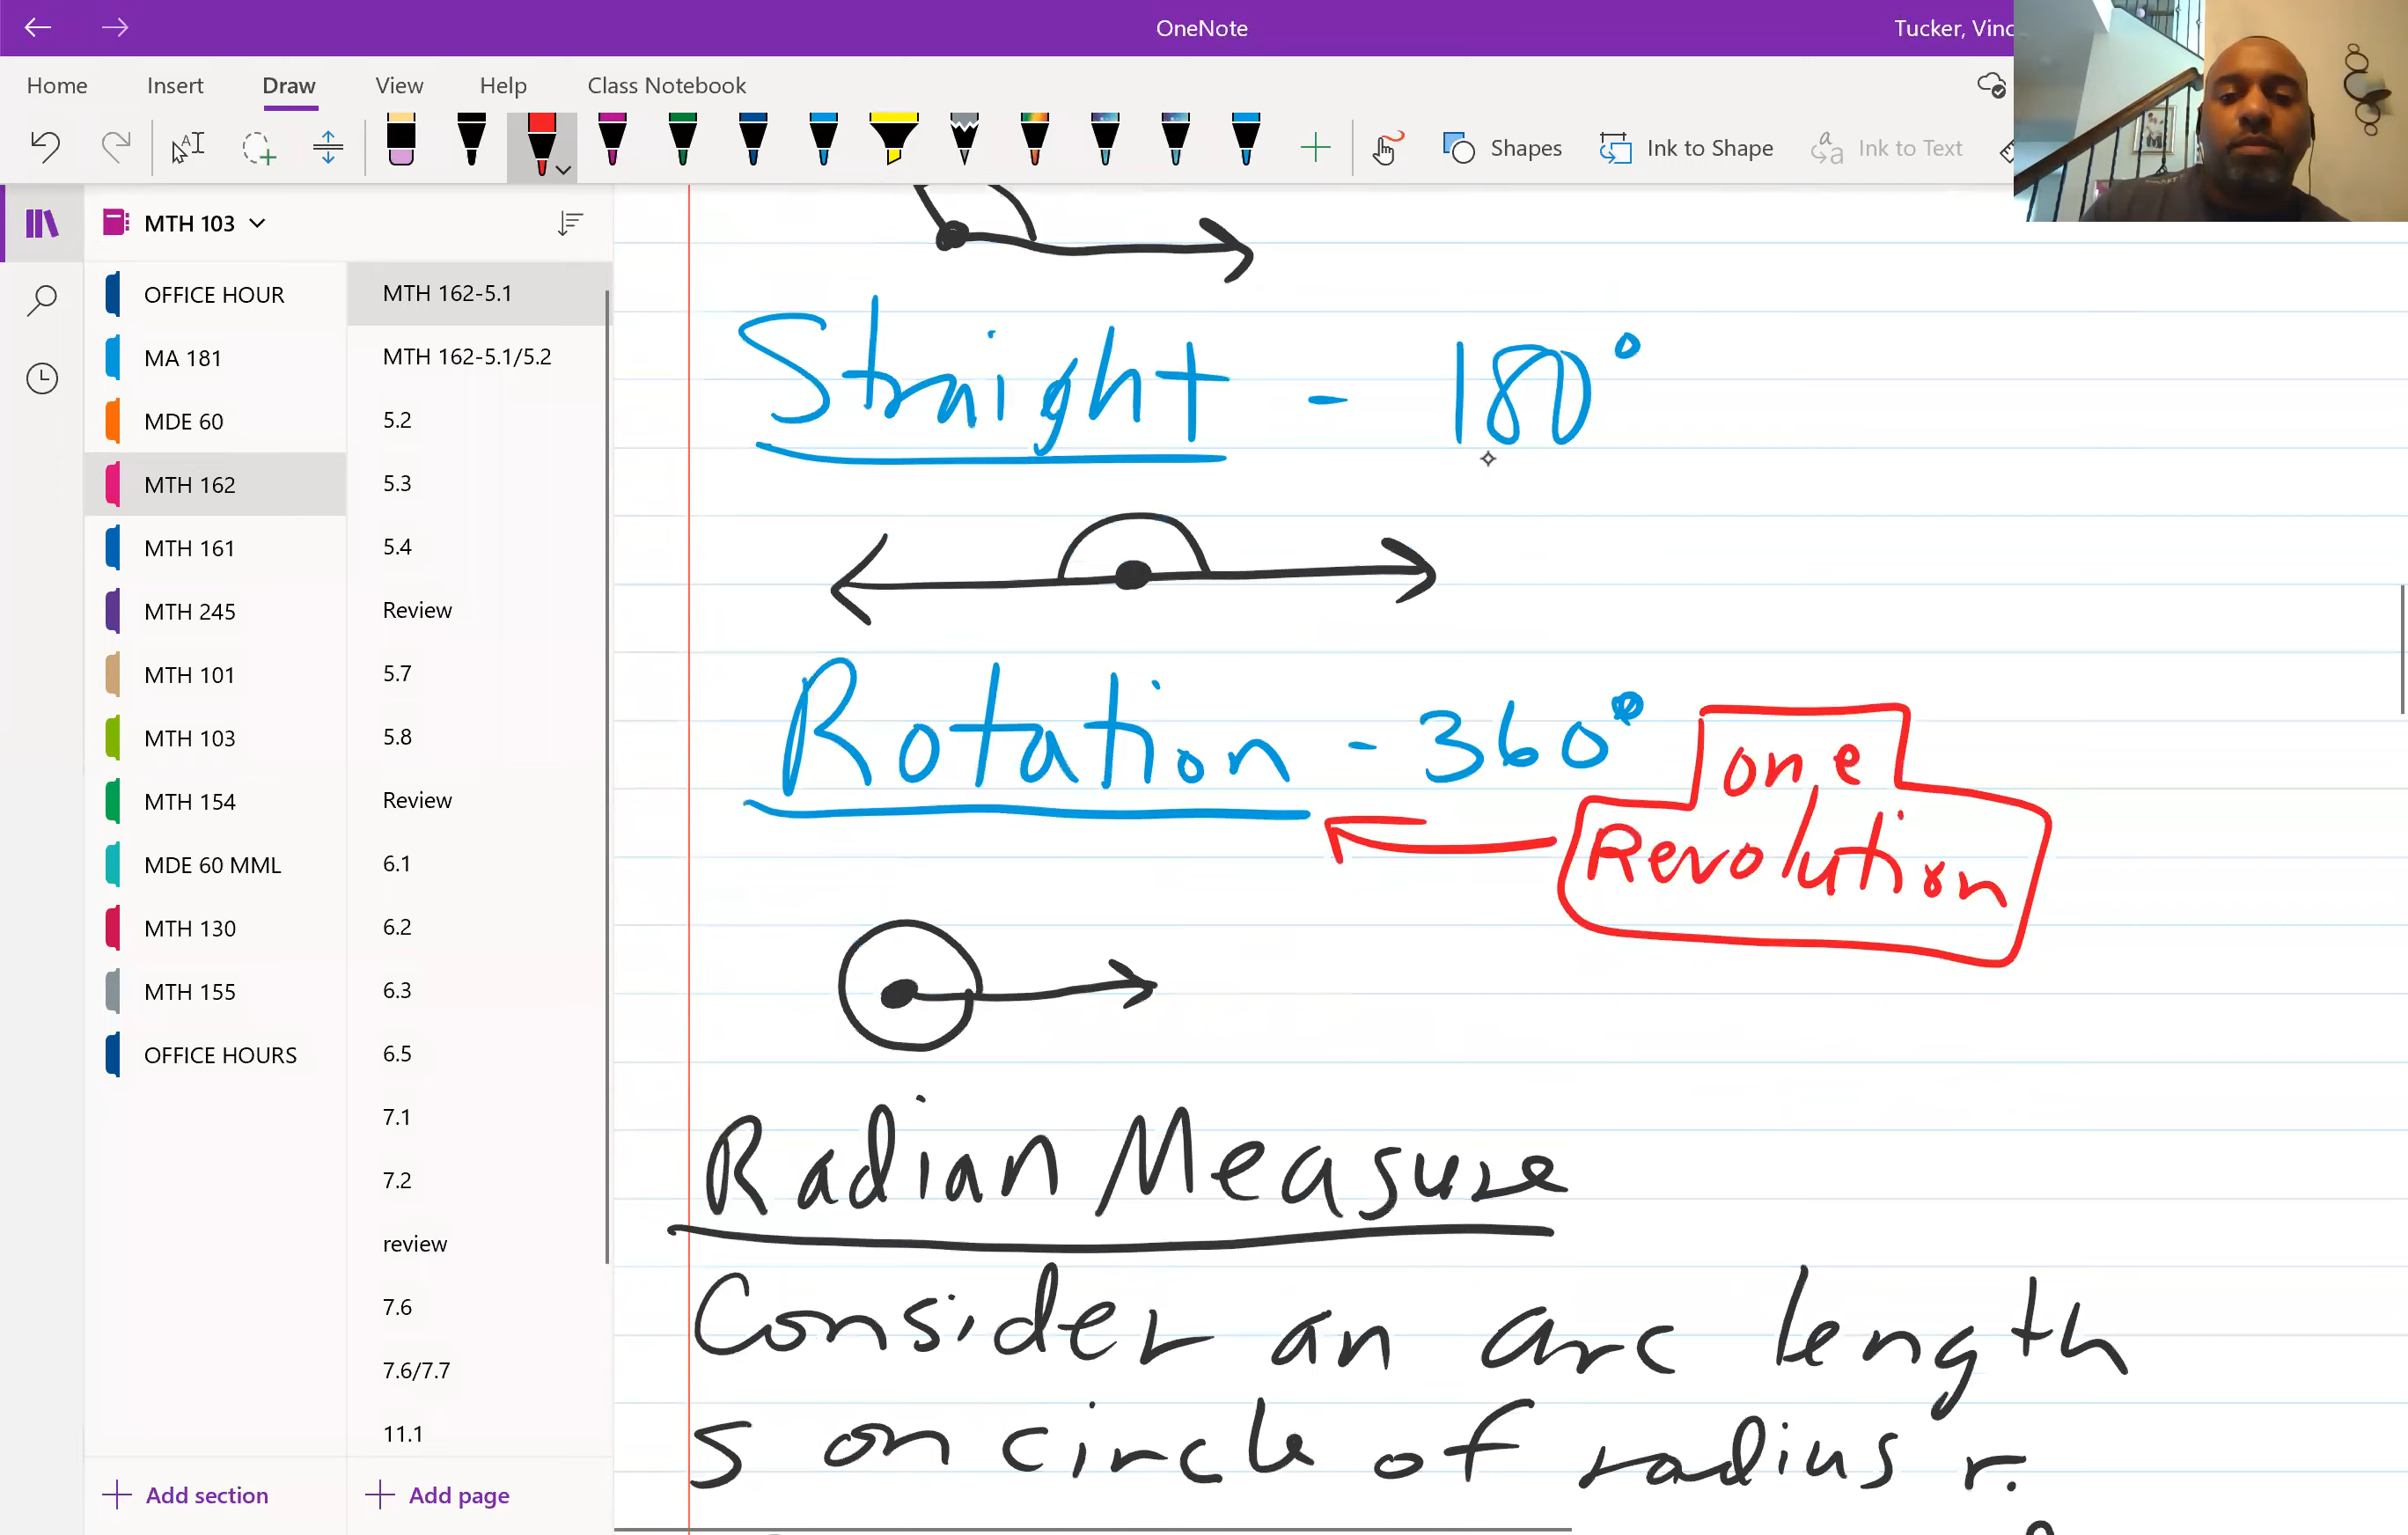 OneNote
Tucker, Vinc
Home Insert Draw View Help Class Notebook
Shapes Ink to Shape Ink to Text
MTH 103
OFFICE HOUR
MA 181
MDE 60
MTH 162
MTH 161
MTH 245
MTH 101
MTH 103
MTH 154
MDE 60 MML
MTH 130
MTH 155
OFFICE HOURS
Add section
MTH 162-5.1
MTH 162-5.1/5.2
5.2
5.3
5.4
Review
5.7
5.8
Review
6.1
6.2
6.3
6.5
7.1
7.2
review
7.6
7.6/7.7
11.1
Add page
Straight - 180°
Rotation - 360°
one
Revolution
Radian Measure
Consider an arc length
s on circle of radius r.